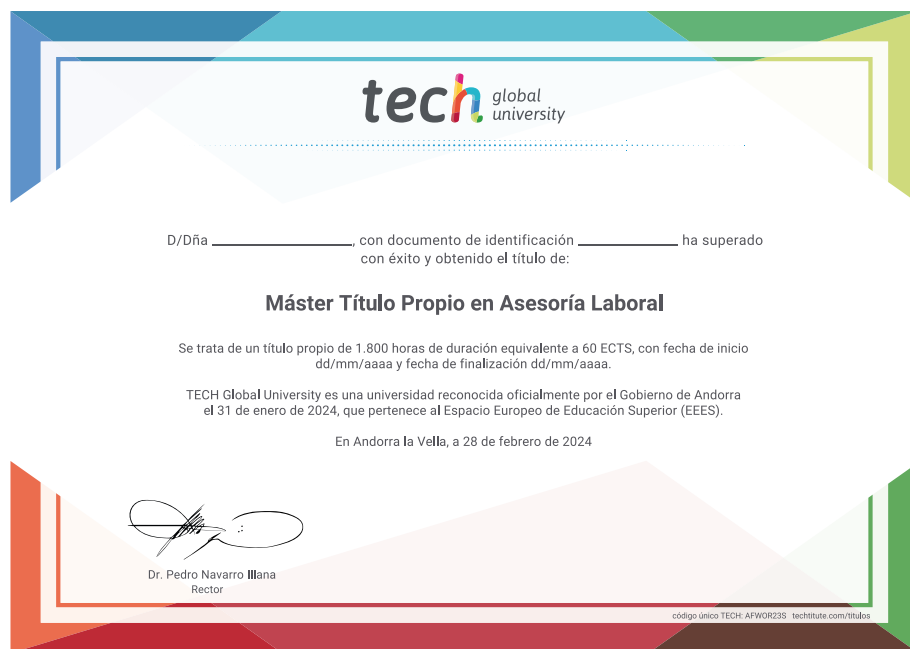 tech global university
D/Dña ____________________, con documento de identificación ______________ ha superado
con éxito y obtenido el título de:
Máster Título Propio en Asesoría Laboral
Se trata de un título propio de 1.800 horas de duración equivalente a 60 ECTS, con fecha de inicio
dd/mm/aaaa y fecha de finalización dd/mm/aaaa.
TECH Global University es una universidad reconocida oficialmente por el Gobierno de Andorra
el 31 de enero de 2024, que pertenece al Espacio Europeo de Educación Superior (EEES).
En Andorra la Vella, a 28 de febrero de 2024
Dr. Pedro Navarro Illana
Rector
código único TECH: AFWOR23S techtitute.com/titulos